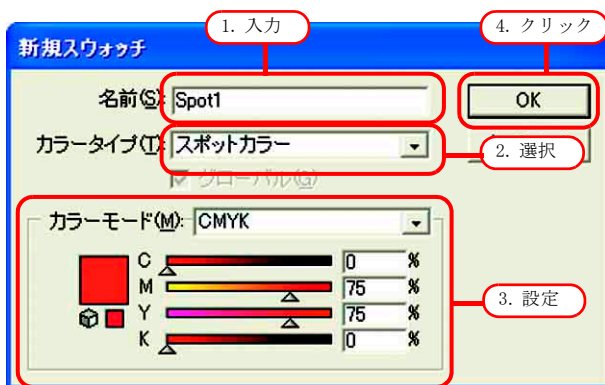 1. 入力
4. クリック
新規スウォッチ
名前(S): Spot1
OK
カラータイプ(T): スポットカラー
2. 選択
グローバル(G)
カラーモード(M): CMYK
C 0 %
M 75 %
Y 75 %
K 0 %
3. 設定